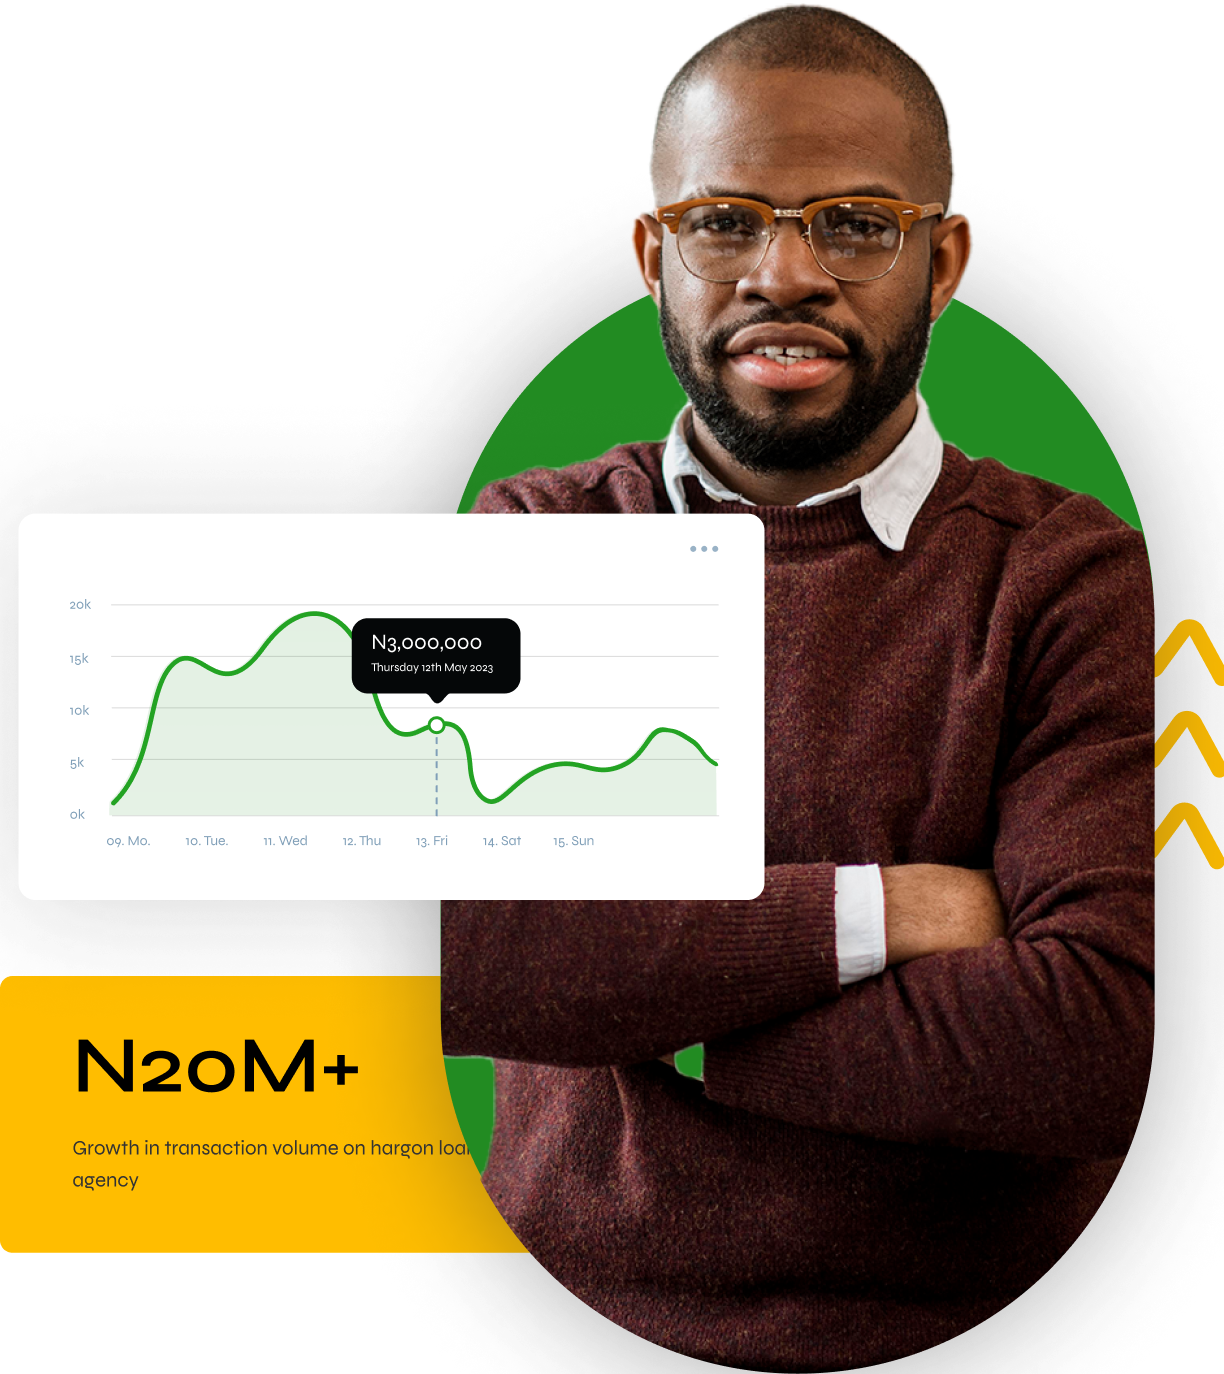 20k
15k
10k
5k
0k
N3,000,000
Thursday 12th May 2023
09. Mo. 10. Tue. 11. Wed 12. Thu 13. Fri 14. Sat 15. Sun
N20M+
Growth in transaction volume on hargon
agency